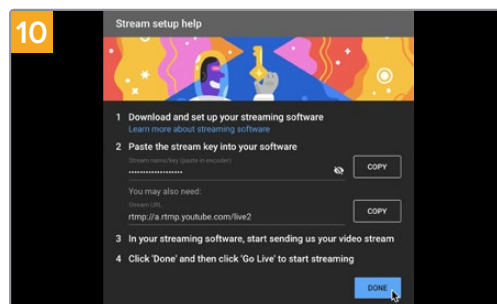 10
Stream setup help
1 Download and set up your streaming software
Learn more about streaming software
2 Paste the stream key into your software
Stream name/key (paste in encoder)
•••••••••••••••••••
COPY
You may also need:
Stream URL
rtmp://a.rtmp.youtube.com/live2
COPY
3 In your streaming software, start sending us your video stream
4 Click 'Done' and then click 'Go Live' to start streaming
DONE